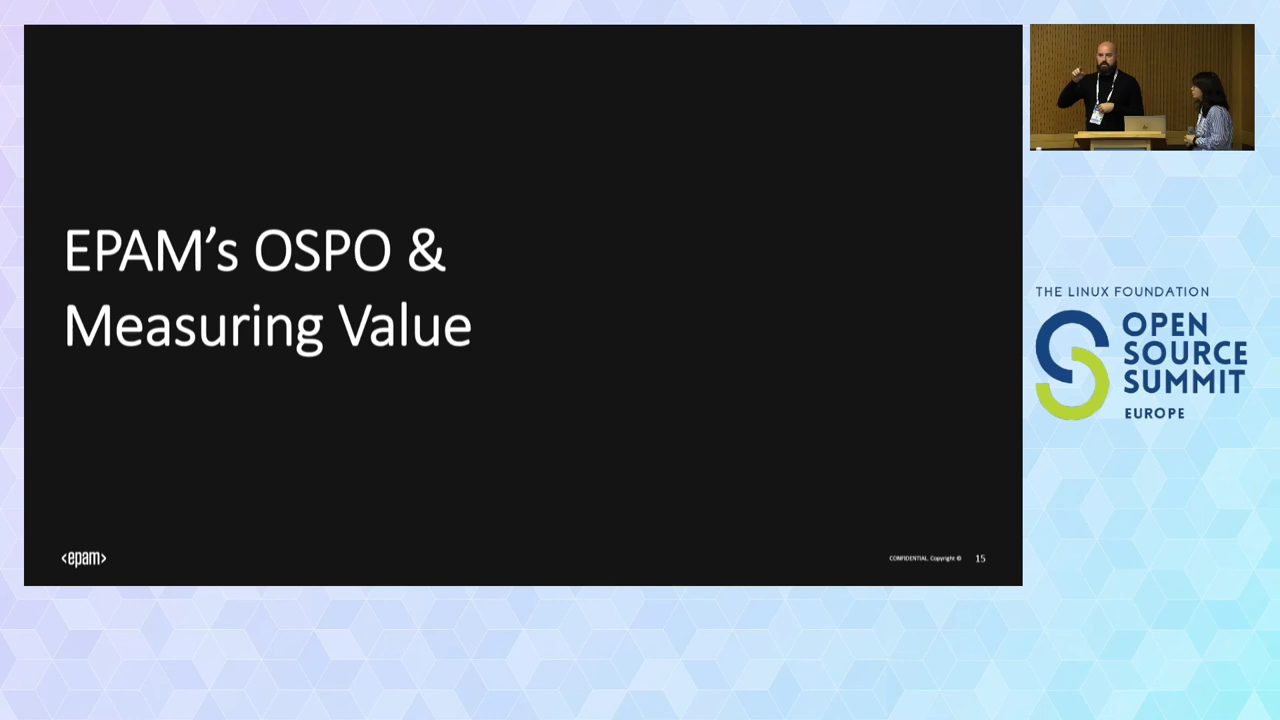 EPAM’s OSPO &
Measuring Value
<epam>
CONFIDENTIAL. Copyright ©
15
THE LINUX FOUNDATION
OPEN
SOURCE
SUMMIT
EUROPE